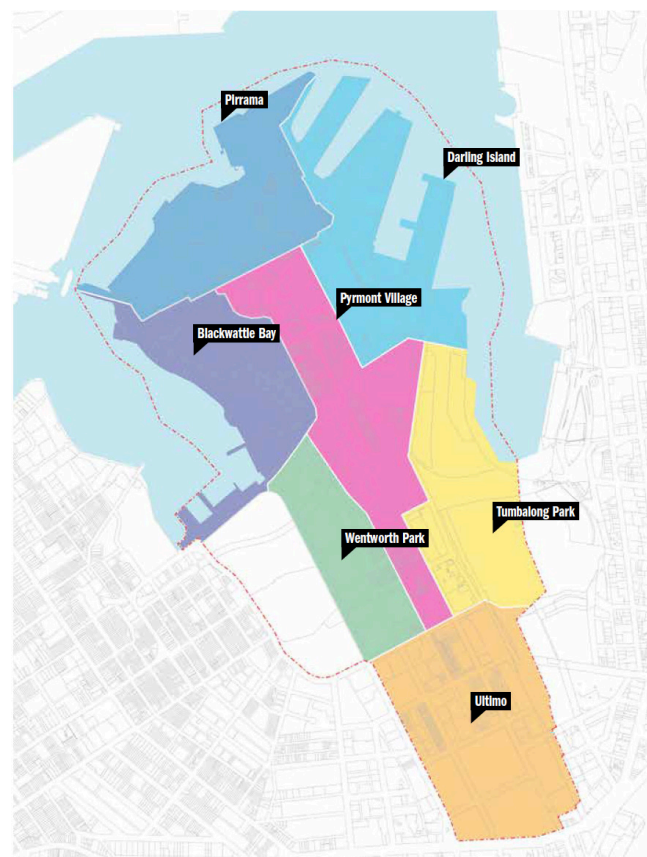 Pirrama
Darling Island
Pyrmont Village
Blackwattle Bay
Tumbalong Park
Wentworth Park
Ultimo